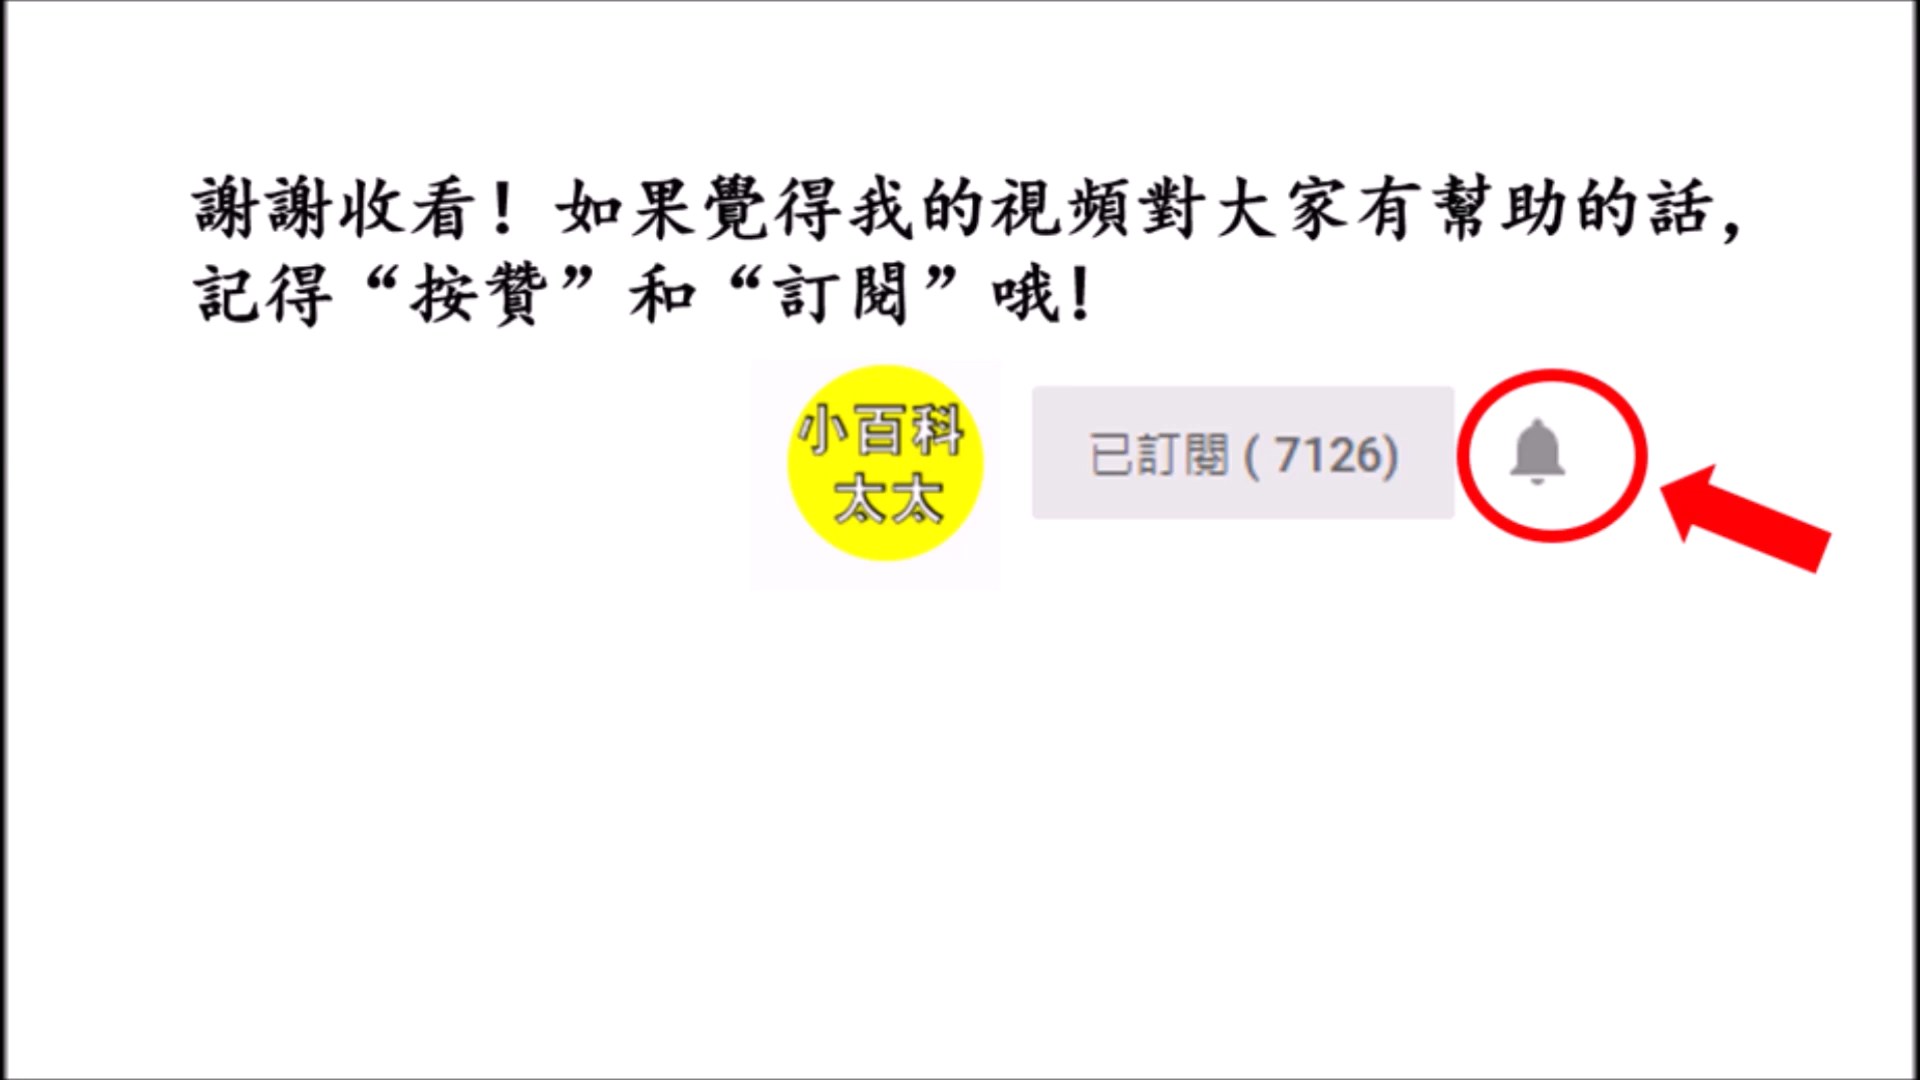 謝謝收看！如果覺得我的視頻對大家有幫助的話，
記得“按贊”和“訂閱”哦！
小百科
太太
已訂閱 ( 7126)